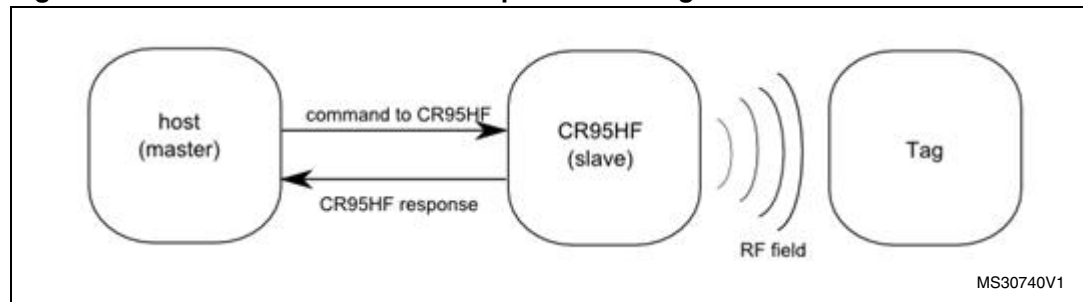 host
(master)
command to CR95HF
CR95HF response
CR95HF
(slave)
RF field
Tag
MS30740V1